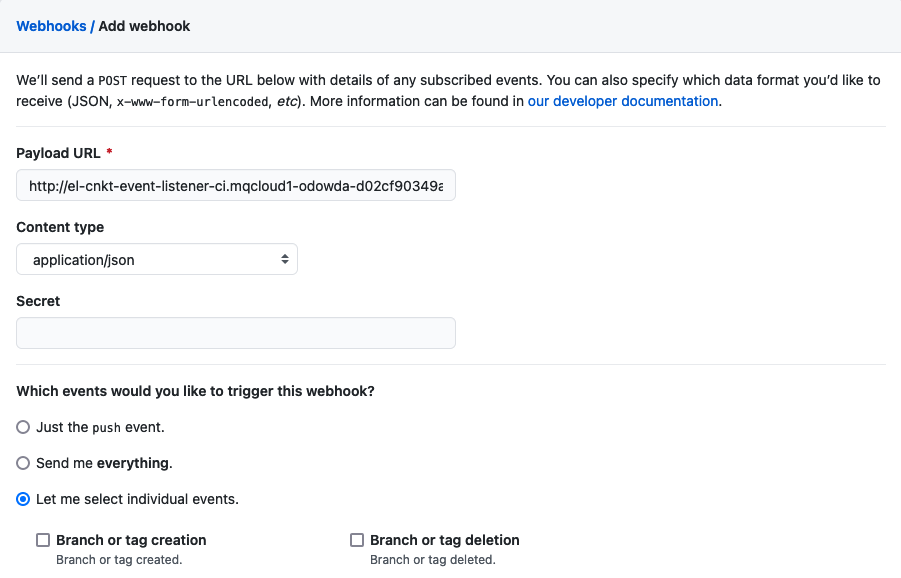 Webhooks / Add webhook
We’ll send a POST request to the URL below with details of any subscribed events. You can also specify which data format you’d like to
receive (JSON, x-www-form-urlencoded, etc). More information can be found in our developer documentation.
Payload URL *
http://el-cnkt-event-listener-ci.mqcloud1-odowda-d02cf90349a
Content type
application/json
Secret
Which events would you like to trigger this webhook?
Just the push event.
Send me everything.
Let me select individual events.
Branch or tag creation Branch or tag deletion
Branch or tag created. Branch or tag deleted.